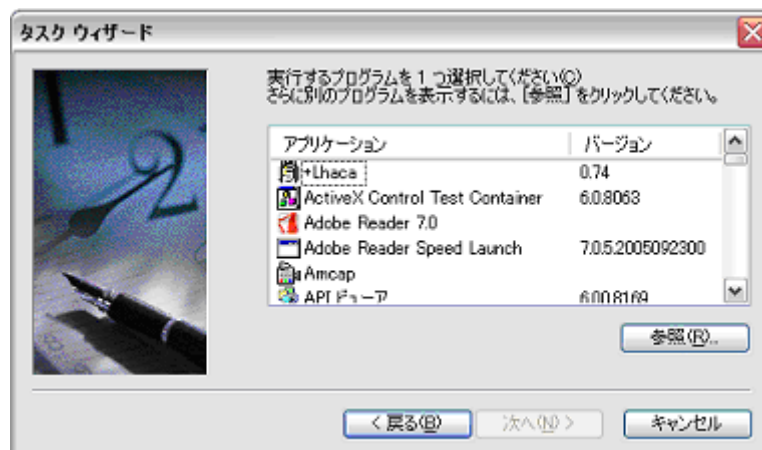 タスク ウィザード
実行するプログラムを 1 つ選択してください(C)
さらに別のプログラムを表示するには、[参照] をクリックしてください。
アプリケーション バージョン
+Lhaca 0.74
ActiveX Control Test Container 6.0.8063
Adobe Reader 7.0
Adobe Reader Speed Launch 7.0.5.2005092300
Amcap
API ビューア 6.00.8169
参照(R)...
< 戻る(B) 次へ(N) > キャンセル